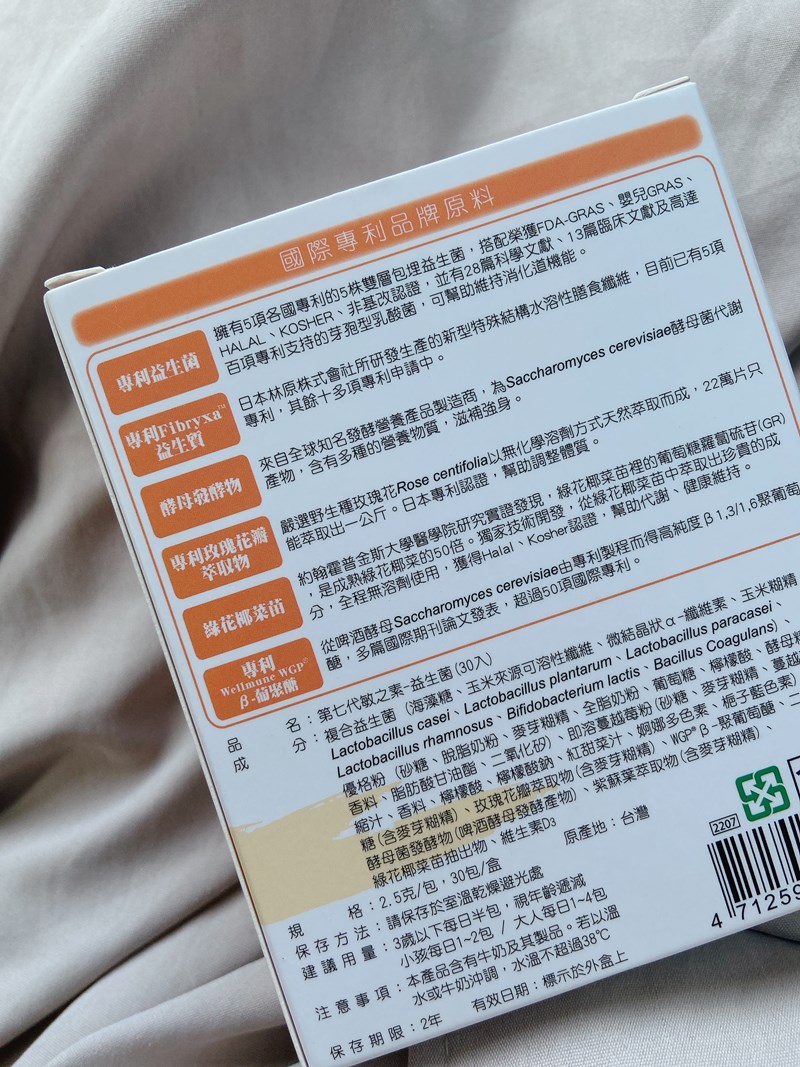 國際專利品牌原料
專利益生菌
擁有5項各國專利的5株雙層包埋益生菌，搭配榮獲FDA-GRAS、嬰兒GRAS、
HALAL、KOSHER、非基改認證，並有28篇科學文獻、13篇臨床文獻及高達
百項專利支持的芽孢型乳酸菌，可幫助維持消化道機能。
專利Fibryxa™
益生質
日本林原株式會社所研發生產的新型特殊結構水溶性膳食纖維，目前已有5項
專利，其餘十多項專利申請中。
酵母發酵物
來自全球知名發酵營養產品製造商，為Saccharomyces cerevisiae酵母菌代謝
產物，含有多種的營養物質，滋補強身。
專利玫瑰花瓣
萃取物
嚴選野生種玫瑰花Rose centifolia以無化學溶劑方式天然萃取而成，22萬片只
能萃取出一公斤。日本專利認證，幫助調整體質。
綠花椰菜苗
約翰霍普金斯大學醫學院研究實證發現，綠花椰菜苗裡的葡萄糖蘿蔔硫苷(GR)
，是成熟綠花椰菜的50倍。獨家技術開發，從綠花椰菜苗中萃取出珍貴的成
分，全程無溶劑使用，獲得Halal、Kosher認證，幫助代謝、健康維持。
專利
Wellmune WGP®
β-葡聚醣
從啤酒酵母Saccharomyces cerevisiae由專利製程而得高純度β1,3/1,6聚葡萄
醣，多篇國際期刊論文發表，超過50項國際專利。
品名：第七代敏之素-益生菌(30入)
成分：複合益生菌(海藻糖、玉米來源可溶性纖維、微結晶狀α-纖維素、玉米糊精、
Lactobacillus casei、Lactobacillus plantarum、Lactobacillus paracasei、
Lactobacillus rhamnosus、Bifidobacterium lactis、Bacillus Coagulans)、
優格粉(砂糖、脫脂奶粉、麥芽糊精、全脂奶粉、葡萄糖、檸檬酸、酵母粉
香料、脂肪酸甘油酯、二氧化矽)、即溶蔓越莓粉(砂糖、麥芽糊精、蔓越
縮汁、香料、檸檬酸、檸檬酸鈉、紅甜菜汁、婀娜多色素、梔子藍色素)、
糖(含麥芽糊精)、玫瑰花瓣萃取物(含麥芽糊精)、WGP®β-聚葡萄醣、二
酵母菌發酵物(啤酒酵母發酵產物)、紫蘇葉萃取物(含麥芽糊精)、
綠花椰菜苗抽出物、維生素D3
規格：2.5克/包，30包/盒 原產地：台灣
保存方法：請保存於室溫乾燥避光處
建議用量：3歲以下每日半包，視年齡遞減
小孩每日1~2包 / 大人每日1~4包
注意事項：本產品含有牛奶及其製品。若以溫
水或牛奶沖調，水溫不超過38℃
保存期限：2年 有效日期：標示於外盒上
2207
4 71259